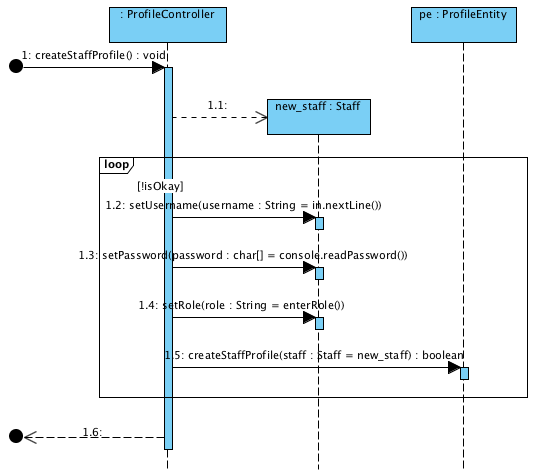 : ProfileController
pe : ProfileEntity
1: createStaffProfile() : void
1.1:
new_staff : Staff
loop
[!isOkay]
1.2: setUsername(username : String = in.nextLine())
1.3: setPassword(password : char[] = console.readPassword())
1.4: setRole(role : String = enterRole())
1.5: createStaffProfile(staff : Staff = new_staff) : boolean
1.6: